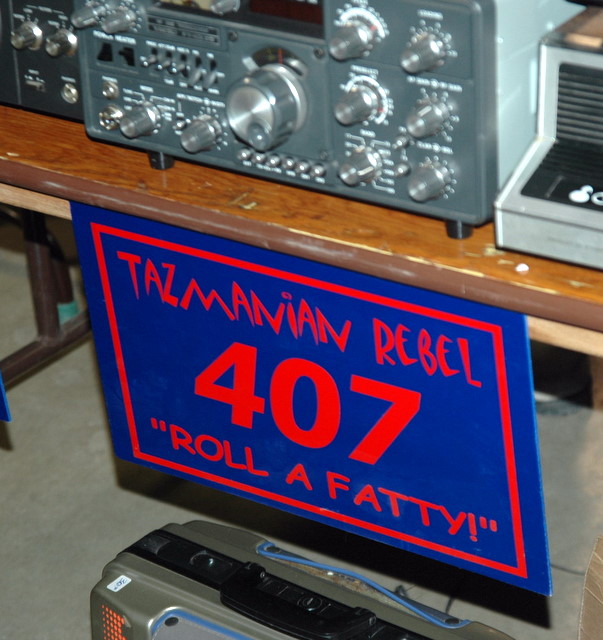 TAZMANiAN REBEL
407
"ROLL A FATTY!"